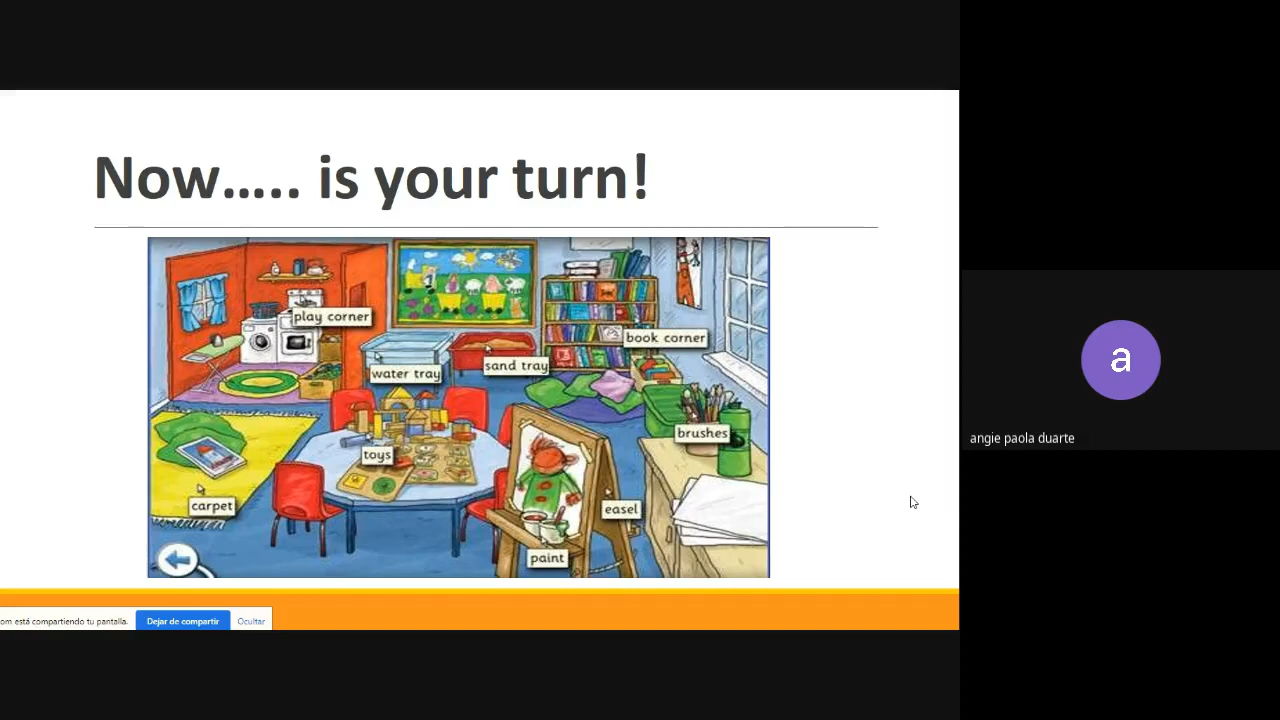 Now….. is your turn!
play corner
book corner
water tray
sand tray
brushes
toys
carpet
easel
paint
a
angie paola duarte
om está compartiendo tu pantalla.
Dejar de compartir
Ocultar